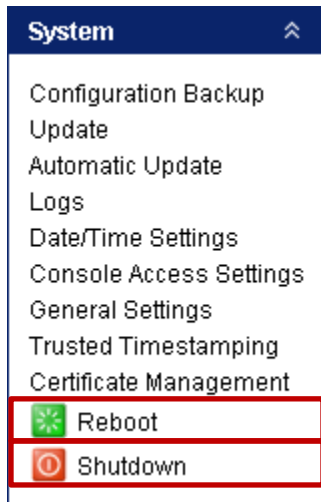 System
Configuration Backup
Update
Automatic Update
Logs
Date/Time Settings
Console Access Settings
General Settings
Trusted Timestamping
Certificate Management
Reboot
Shutdown